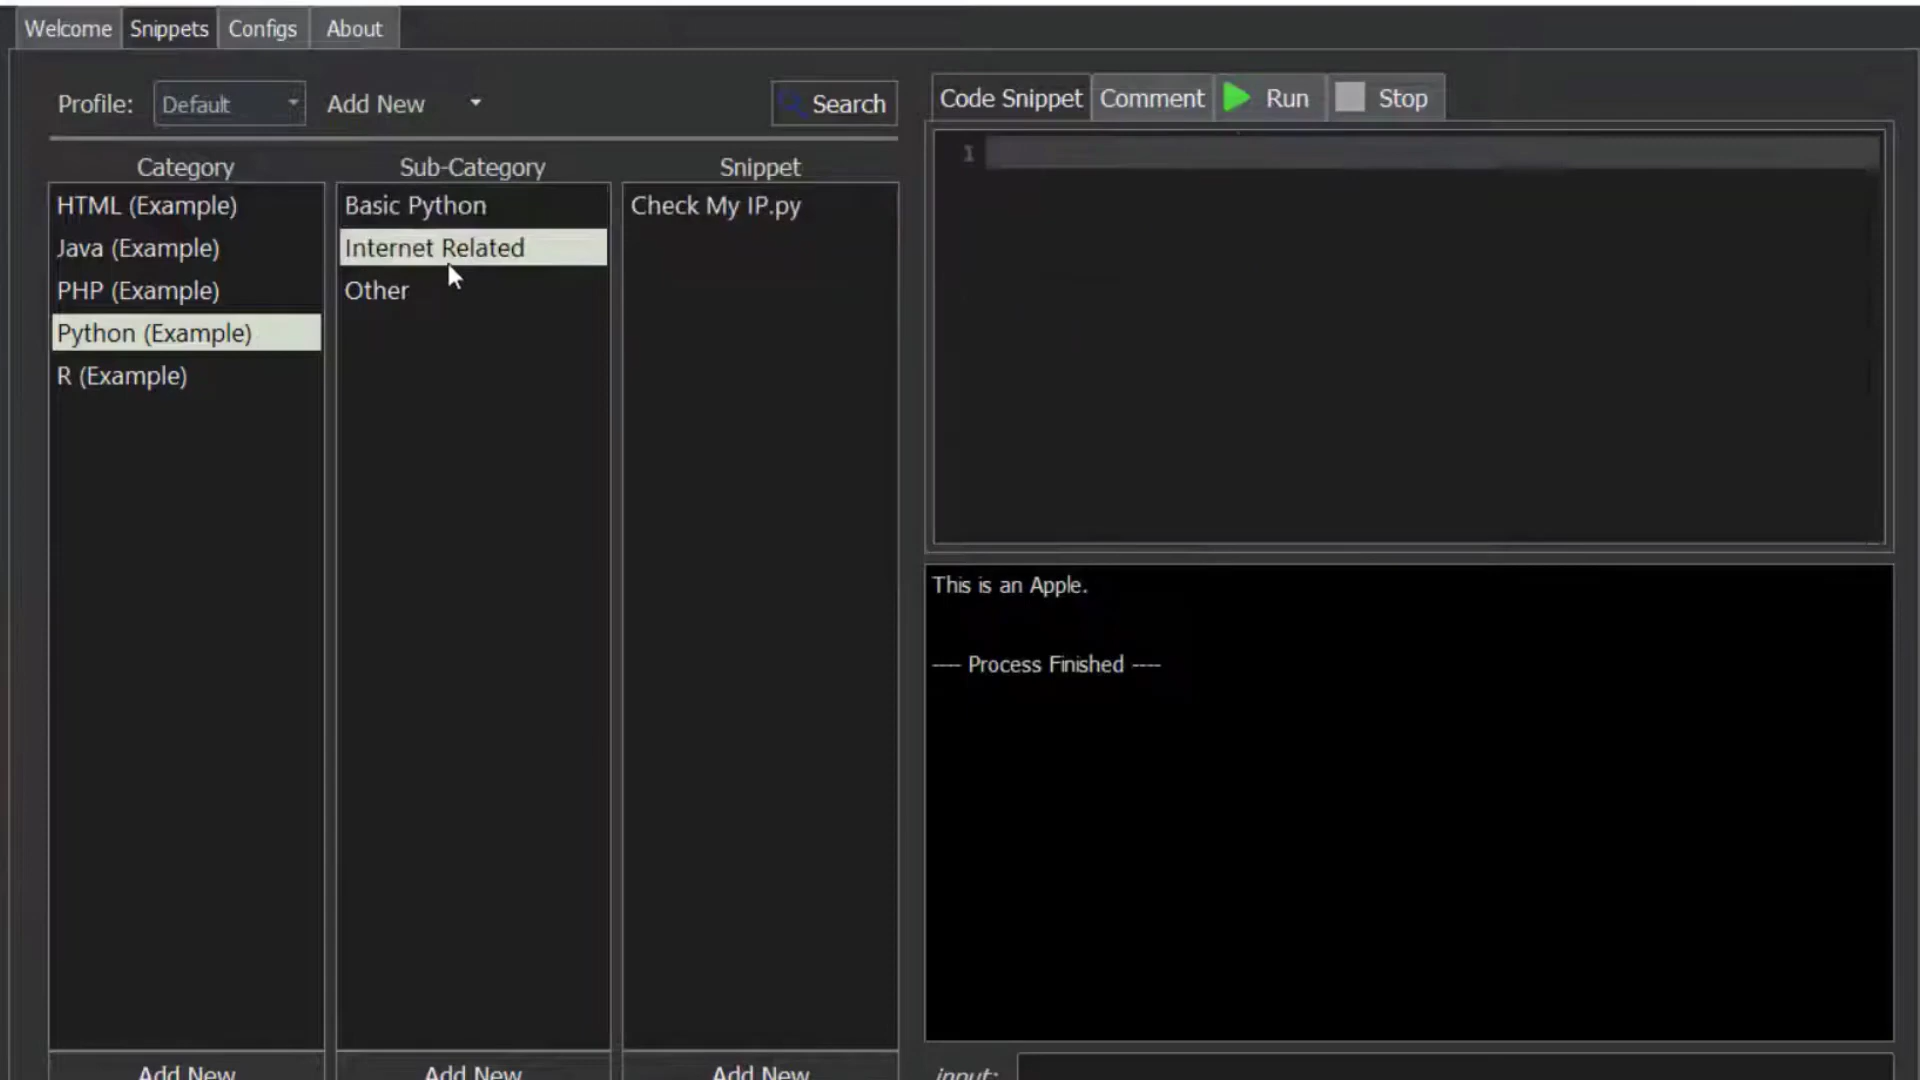 Welcome Snippets Configs About
Profile: Default Add New Search
Category Sub-Category Snippet
HTML (Example)
Java (Example)
PHP (Example)
Python (Example)
R (Example)
Basic Python
Internet Related
Other
Check My IP.py
Add New Add New Add New
Code Snippet Comment Run Stop
1
This is an Apple.
---- Process Finished ----
input: